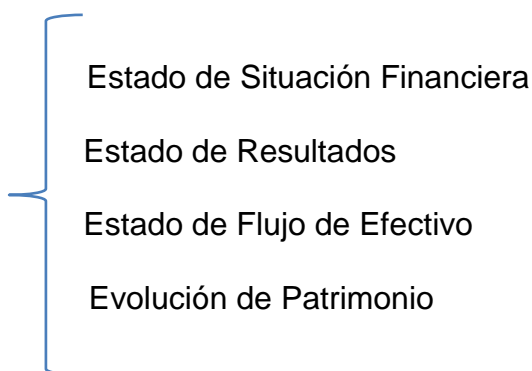 Estado de Situación Financiera
Estado de Resultados
Estado de Flujo de Efectivo
Evolución de Patrimonio